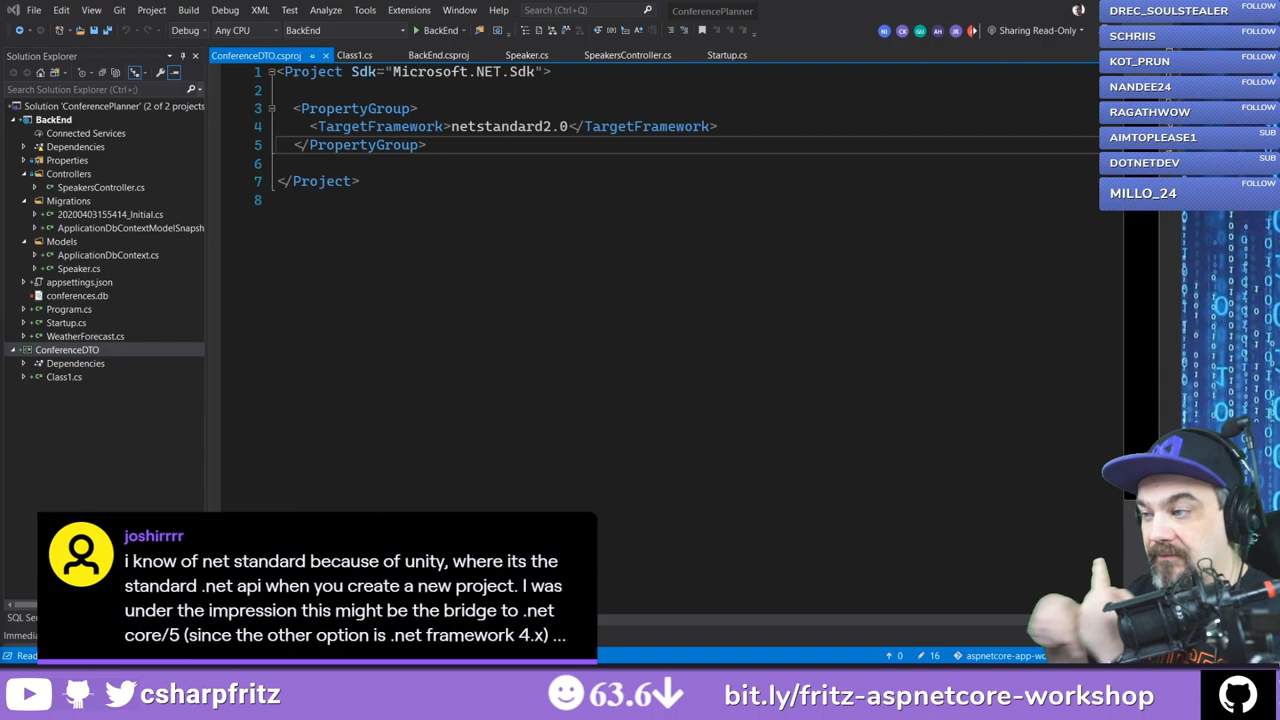 File Edit View Git Project Build Debug XML Test Analyze Tools Extensions Window Help Search (Ctrl+;) ConferencePlanner
Debug Any CPU BackEnd BackEnd Sharing Read-Only
Solution Explorer
Search Solution Explorer (Ctrl+;)
Solution 'ConferencePlanner' (2 of 2 projects
BackEnd
Connected Services
Dependencies
Properties
Controllers
SpeakersController.cs
Migrations
20200403155414_Initial.cs
ApplicationDbContextModelSnapsh
Models
ApplicationDbContext.cs
Speaker.cs
appsettings.json
conferences.db
Program.cs
Startup.cs
WeatherForecast.cs
ConferenceDTO
Dependencies
Class1.cs
ConferenceDTO.csproj Class1.cs BackEnd.csproj Speaker.cs SpeakersController.cs Startup.cs
1 <Project Sdk="Microsoft.NET.Sdk">
2
3 <PropertyGroup>
4 <TargetFramework>netstandard2.0</TargetFramework>
5 </PropertyGroup>
6
7 </Project>
8
DREC_SOULSTEALER FOLLOW
SCHRIIS FOLLOW
KOT_PRUN FOLLOW
NANDEE24 FOLLOW
RAGATHWOW FOLLOW
AIMTOPLEASE1 SUB
DOTNETDEV SUB
MILLO_24 FOLLOW
joshirrrr
i know of net standard because of unity, where its the
standard .net api when you create a new project. I was
under the impression this might be the bridge to .net
core/5 (since the other option is .net framework 4.x) ...
SQL Se
Immedia
Read
0 16 aspnetcore-app-wo
csharpfritz 63.6 bit.ly/fritz-aspnetcore-workshop